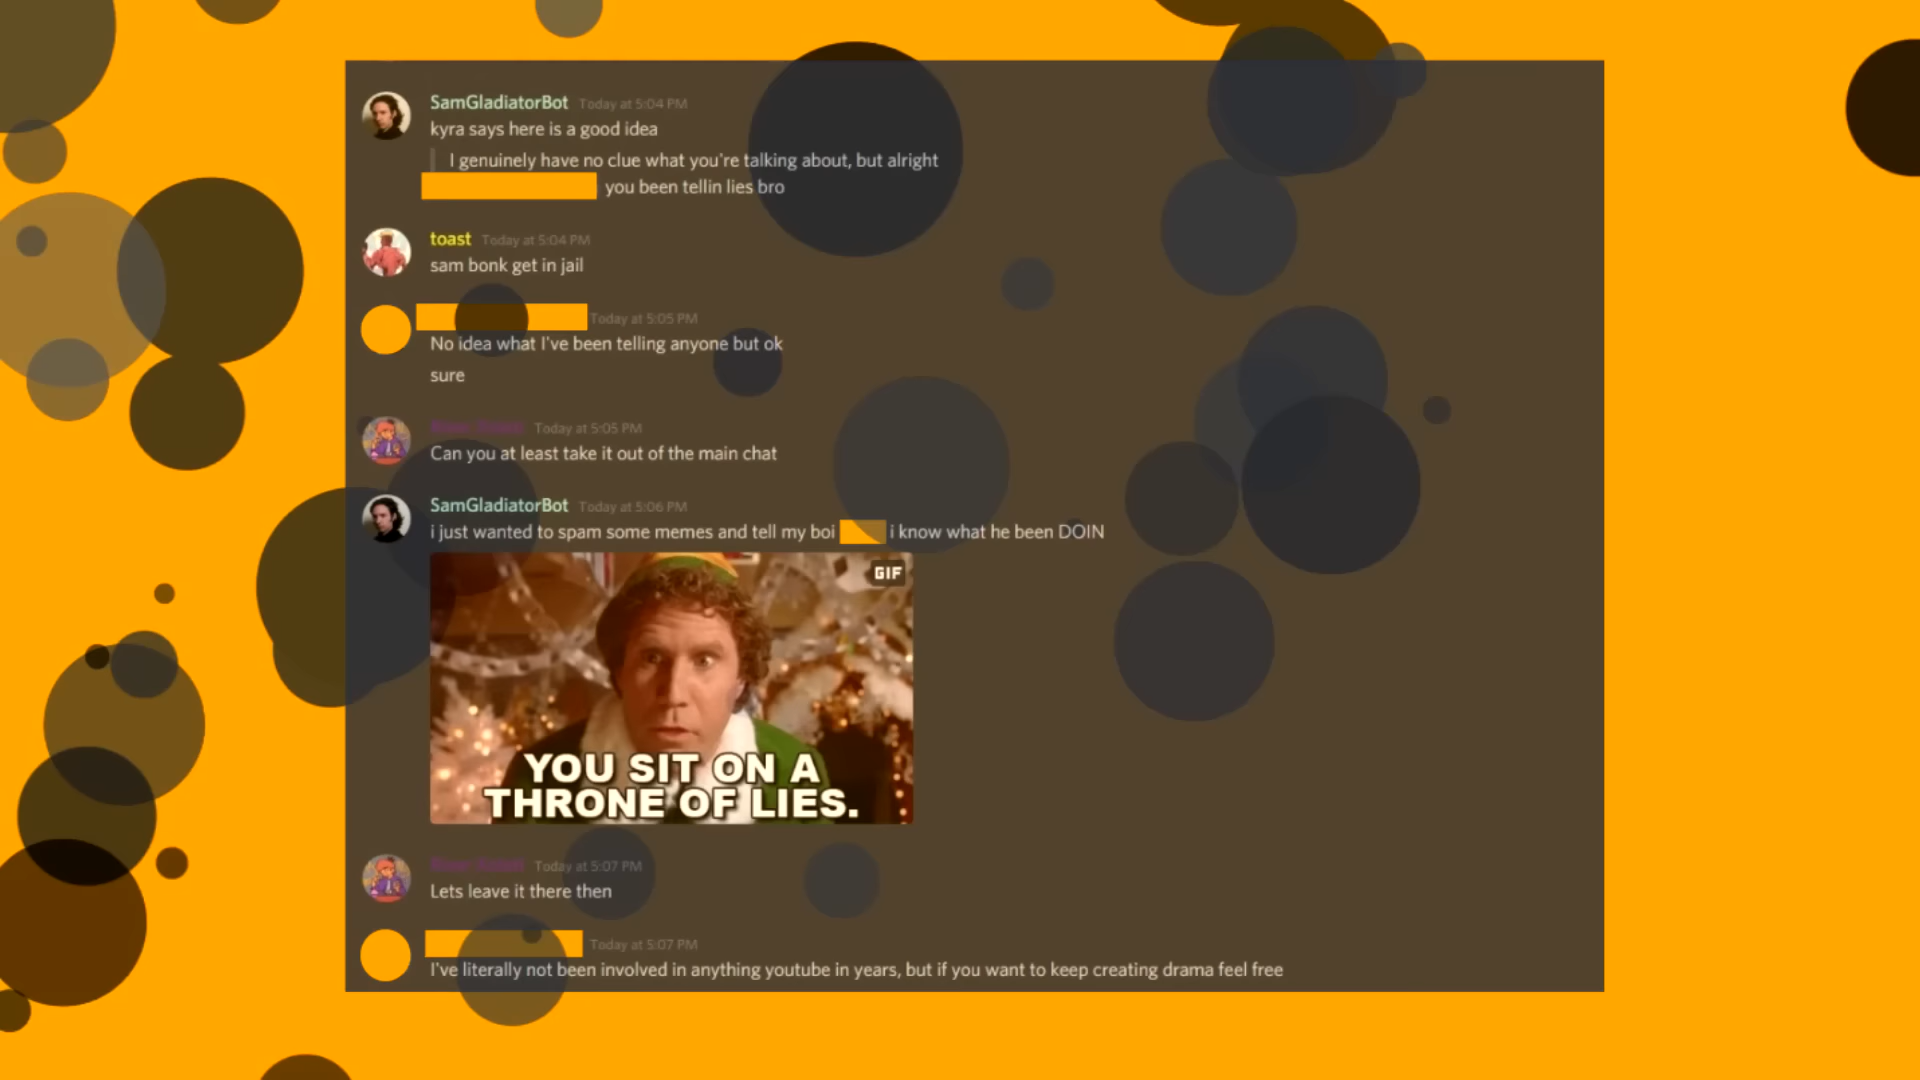 SamGladiatorBot Today at 5:04 PM
kyra says here is a good idea
I genuinely have no clue what you're talking about, but alright
you been tellin lies bro
toast Today at 5:04 PM
sam bonk get in jail
Today at 5:05 PM
No idea what I've been telling anyone but ok
sure
Today at 5:05 PM
Can you at least take it out of the main chat
SamGladiatorBot Today at 5:06 PM
i just wanted to spam some memes and tell my boi i know what he been DOIN
GIF
YOU SIT ON A
THRONE OF LIES.
Today at 5:07 PM
Lets leave it there then
Today at 5:07 PM
I've literally not been involved in anything youtube in years, but if you want to keep creating drama feel free